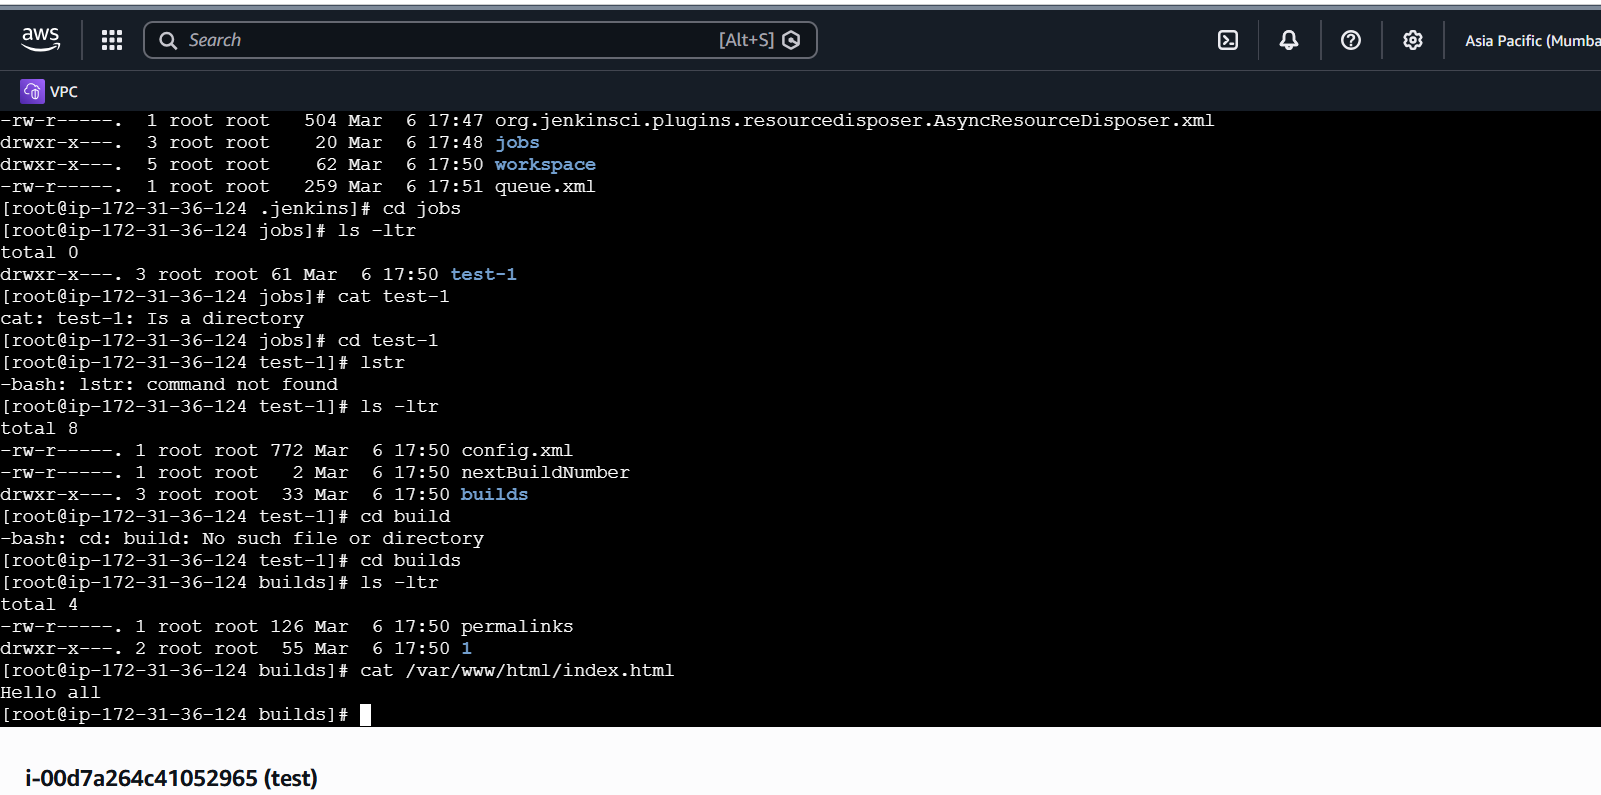 aws
Search [Alt+S]
Asia Pacific (Mumba
VPC
-rw-r-----.  1 root root   504 Mar  6 17:47 org.jenkinsci.plugins.resourcedisposer.AsyncResourceDisposer.xml
drwxr-x---.  3 root root    20 Mar  6 17:48 jobs
drwxr-x---.  5 root root    62 Mar  6 17:50 workspace
-rw-r-----.  1 root root   259 Mar  6 17:51 queue.xml
[root@ip-172-31-36-124 .jenkins]# cd jobs
[root@ip-172-31-36-124 jobs]# ls -ltr
total 0
drwxr-x---. 3 root root 61 Mar  6 17:50 test-1
[root@ip-172-31-36-124 jobs]# cat test-1
cat: test-1: Is a directory
[root@ip-172-31-36-124 jobs]# cd test-1
[root@ip-172-31-36-124 test-1]# lstr
-bash: lstr: command not found
[root@ip-172-31-36-124 test-1]# ls -ltr
total 8
-rw-r-----. 1 root root 772 Mar  6 17:50 config.xml
-rw-r-----. 1 root root   2 Mar  6 17:50 nextBuildNumber
drwxr-x---. 3 root root  33 Mar  6 17:50 builds
[root@ip-172-31-36-124 test-1]# cd build
-bash: cd: build: No such file or directory
[root@ip-172-31-36-124 test-1]# cd builds
[root@ip-172-31-36-124 builds]# ls -ltr
total 4
-rw-r-----. 1 root root 126 Mar  6 17:50 permalinks
drwxr-x---. 2 root root  55 Mar  6 17:50 1
[root@ip-172-31-36-124 builds]# cat /var/www/html/index.html
Hello all
[root@ip-172-31-36-124 builds]#
i-00d7a264c41052965 (test)